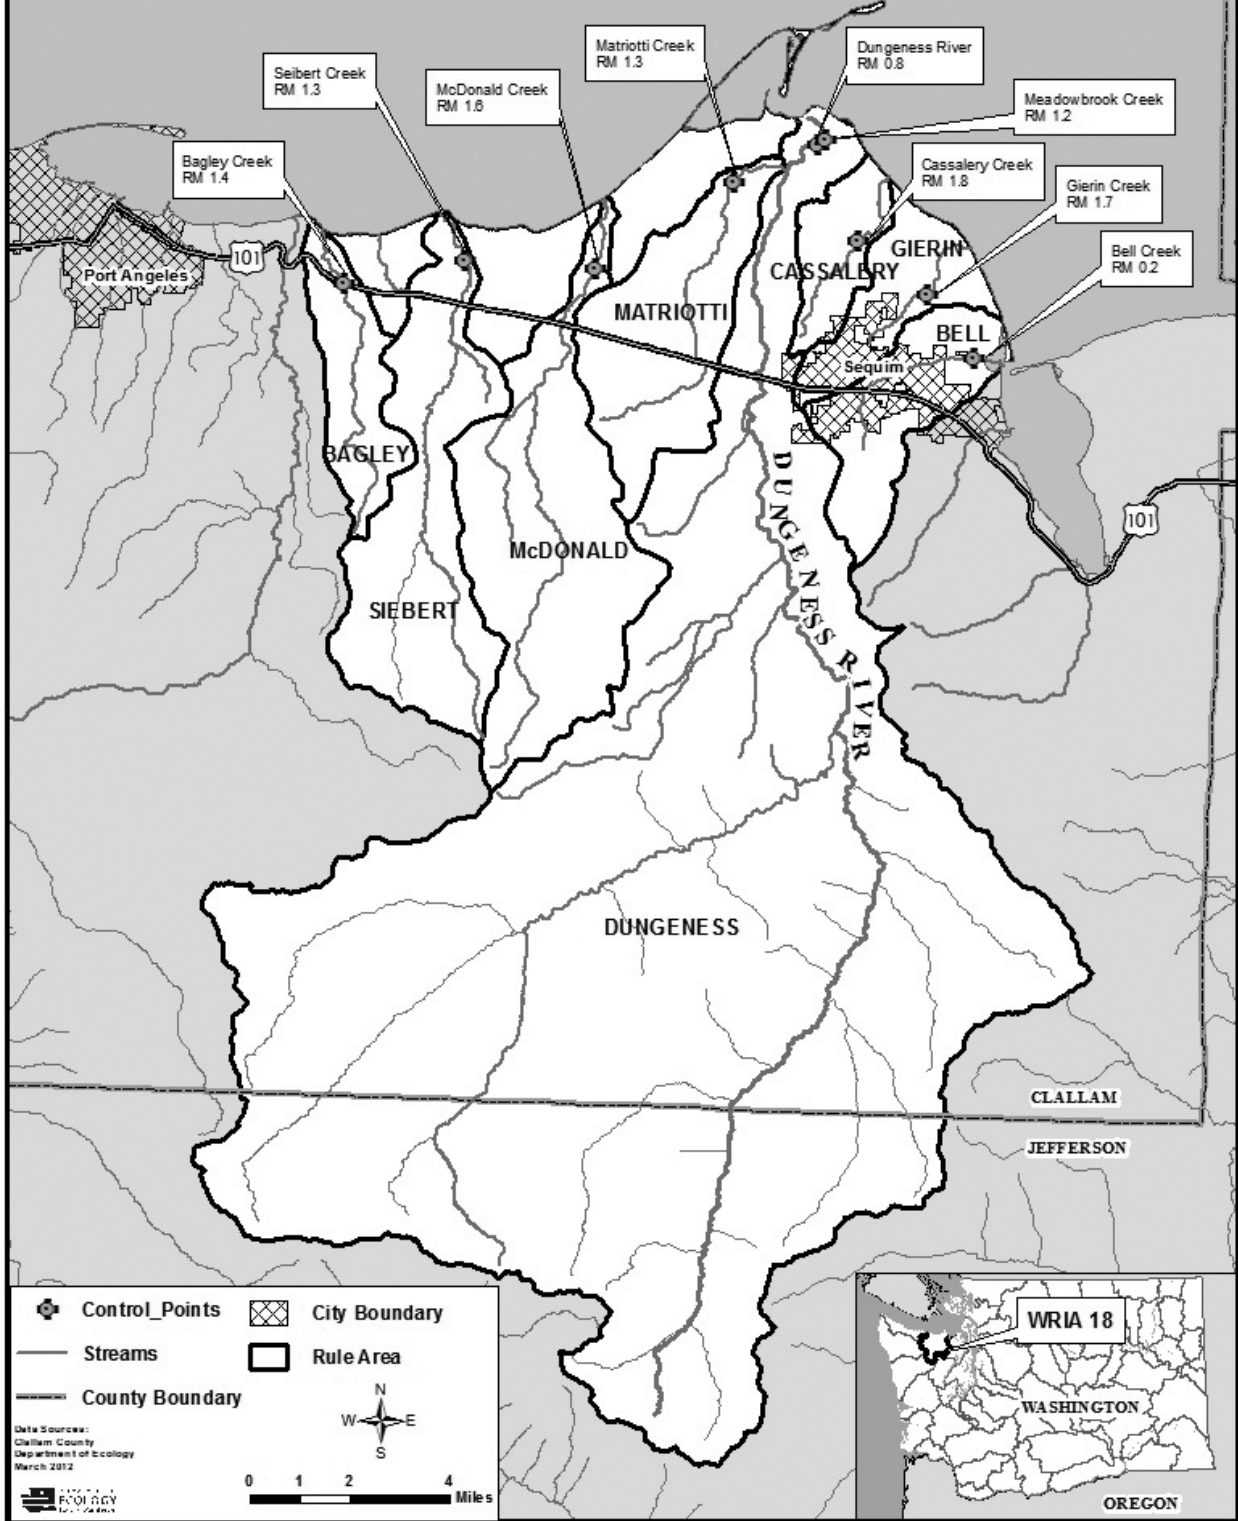 Matriotti Creek
RM 1.3
Dungeness River
RM 0.8
Seibert Creek
RM 1.3
McDonald Creek
RM 1.6
Meadowbrook Creek
RM 1.2
Bagley Creek
RM 1.4
Cassalery Creek
RM 1.8
Gierin Creek
RM 1.7
Bell Creek
RM 0.2
101
Port Angeles
GIERIN
CASSALERY
MATRIOTTI
BELL
Sequim
BAGLEY
DUNGENESS RIVER
101
McDONALD
SIEBERT
DUNGENESS
CLALLAM
JEFFERSON
Control_Points
City Boundary
Streams
Rule Area
County Boundary
N
W E
S
Data Sources:
Clallam County
Department of Ecology
March 2012
ECOLOGY
0 1 2 4
Miles
WRIA 18
WASHINGTON
OREGON